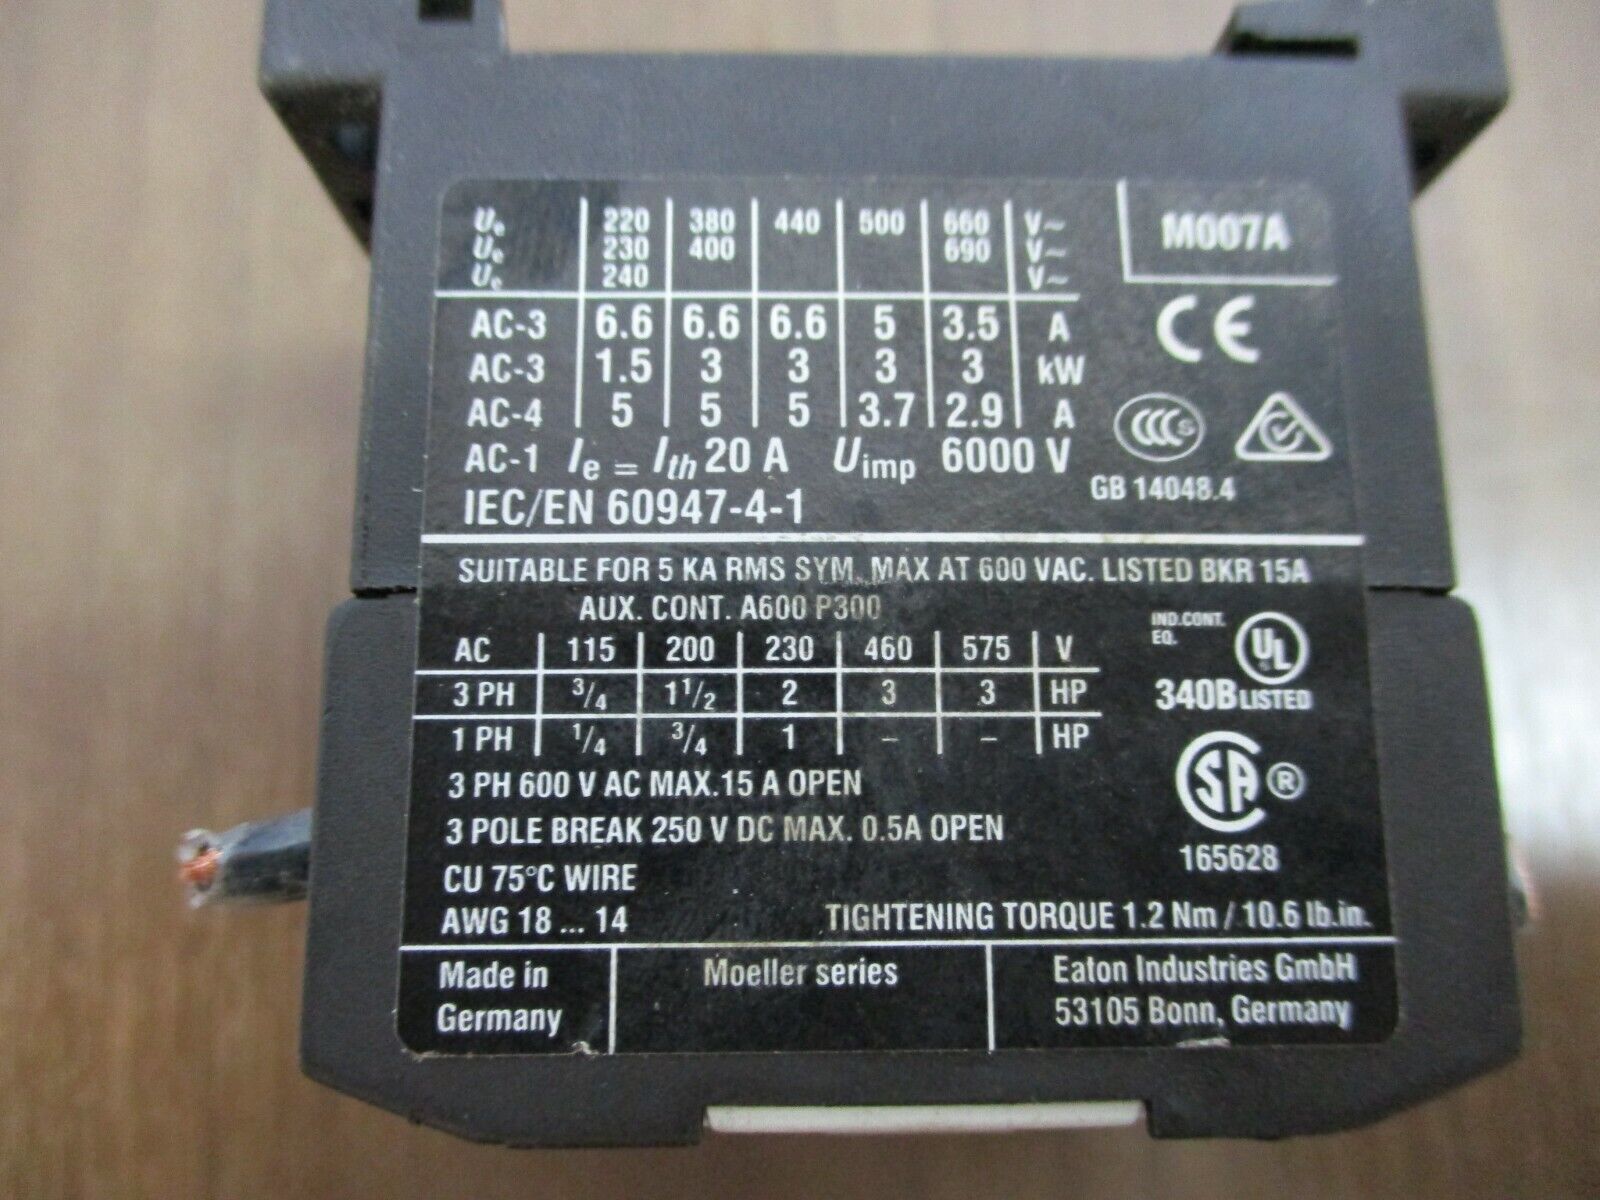 Ue 220 380 440 500 660 V~ M007A
Ue 230 400 690 V~
Ue 240 V~
AC-3 6.6 6.6 6.6 5 3.5 A
CE
AC-3 1.5 3 3 3 3 kW
AC-4 5 5 5 3.7 2.9 A
CCC S
AC-1 Ie = Ith 20 A Uimp 6000 V
GB 14048.4
IEC/EN 60947-4-1
SUITABLE FOR 5 KA RMS SYM. MAX AT 600 VAC. LISTED BKR 15A
AUX. CONT. A600 P300
IND.CONT.
EQ.
UL
340B LISTED
AC 115 200 230 460 575 V
3 PH 3/4 1 1/2 2 3 3 HP
1 PH 1/4 3/4 1 – – HP
3 PH 600 V AC MAX.15 A OPEN
SA ®
3 POLE BREAK 250 V DC MAX. 0.5A OPEN
165628
CU 75°C WIRE
AWG 18 ... 14 TIGHTENING TORQUE 1.2 Nm / 10.6 lb.in.
Made in
Germany
Moeller series
Eaton Industries GmbH
53105 Bonn, Germany